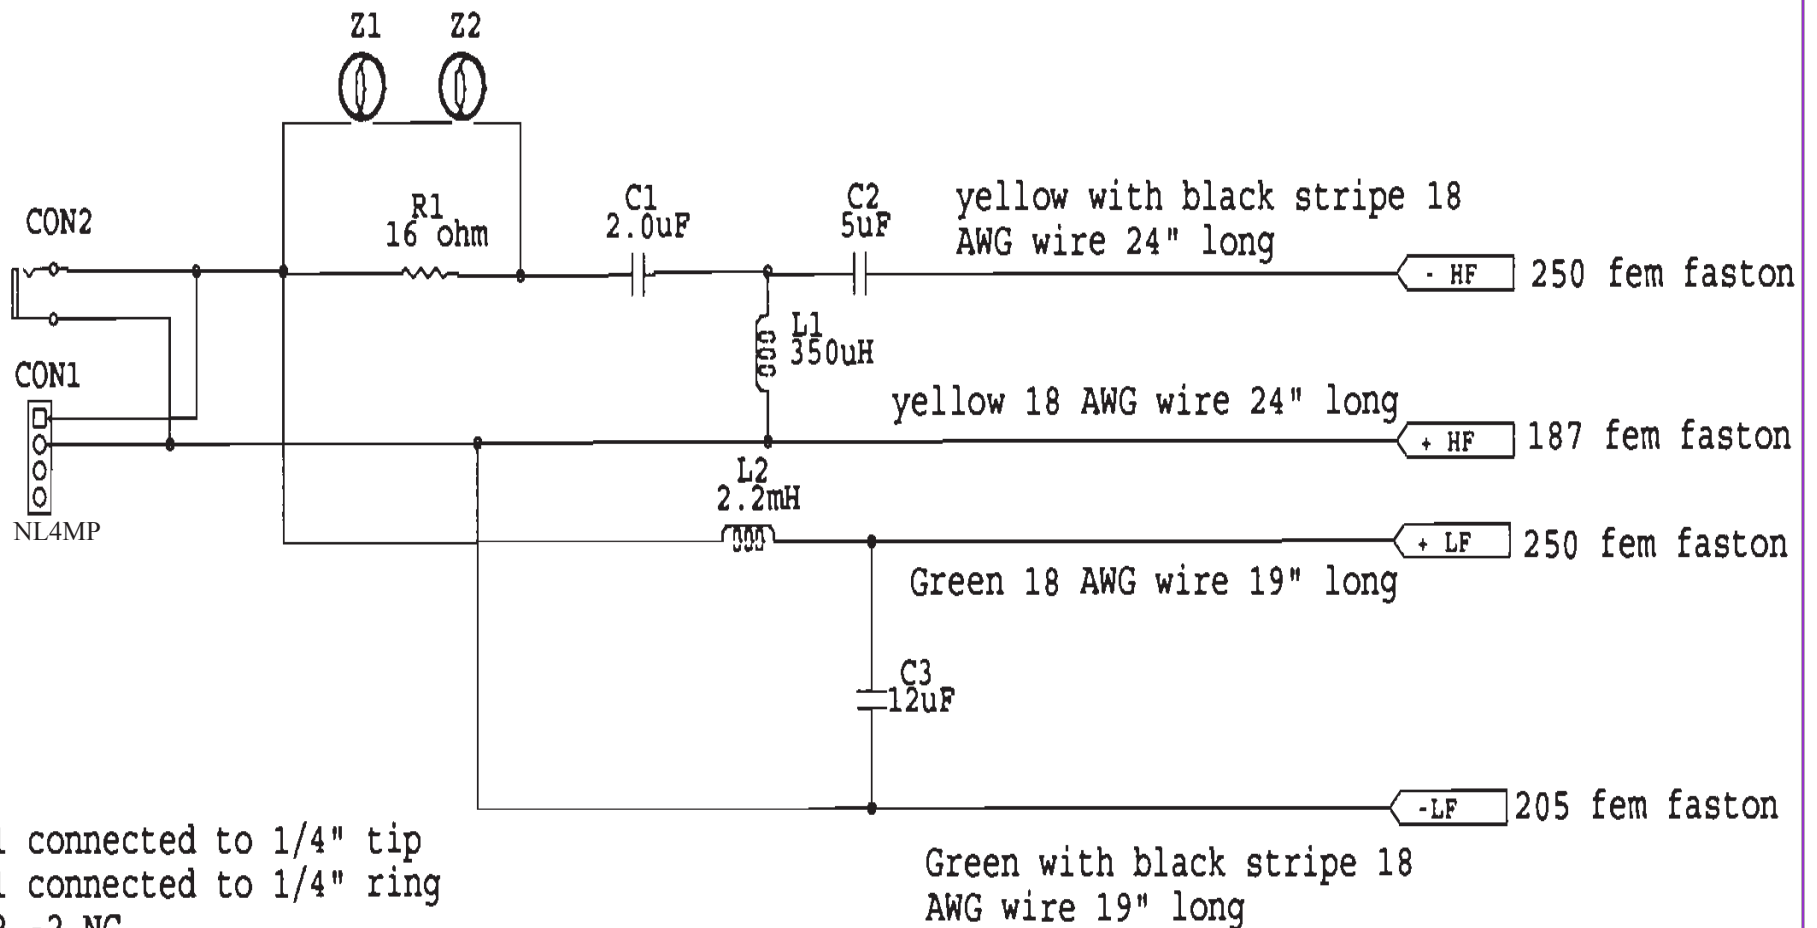 Z1 Z2
CON2
R1
16 ohm
C1
2.0uF
C2
5uF
yellow with black stripe 18
AWG wire 24" long
- HF
250 fem faston
L1
350uH
CON1
yellow 18 AWG wire 24" long
+ HF
187 fem faston
NL4MP
L2
2.2mH
+ LF
250 fem faston
Green 18 AWG wire 19" long
C3
12uF
-LF
205 fem faston
connected to 1/4" tip
connected to 1/4" ring
-2 NC
Green with black stripe 18
AWG wire 19" long